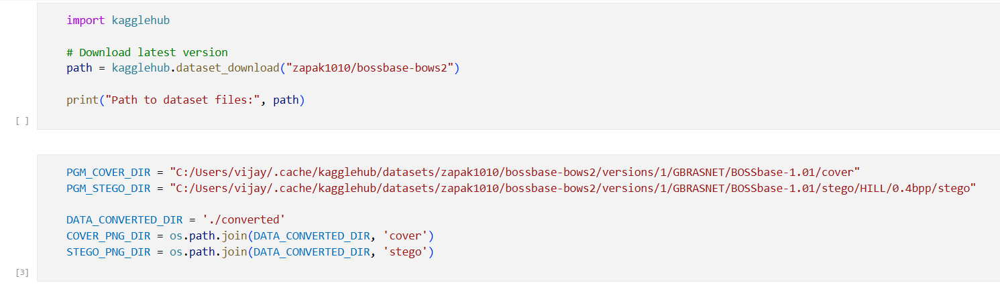 import kagglehub
# Download latest version
path = kagglehub.dataset_download("zapak1010/bossbase-bows2")
print("Path to dataset files:", path)
[ ]
PGM_COVER_DIR = "C:/Users/vijay/.cache/kagglehub/datasets/zapak1010/bossbase-bows2/versions/1/GBRASNET/BOSSbase-1.01/cover"
PGM_STEGO_DIR = "C:/Users/vijay/.cache/kagglehub/datasets/zapak1010/bossbase-bows2/versions/1/GBRASNET/BOSSbase-1.01/stego/HILL/0.4bpp/stego"
DATA_CONVERTED_DIR = './converted'
COVER_PNG_DIR = os.path.join(DATA_CONVERTED_DIR, 'cover')
STEGO_PNG_DIR = os.path.join(DATA_CONVERTED_DIR, 'stego')
[3]